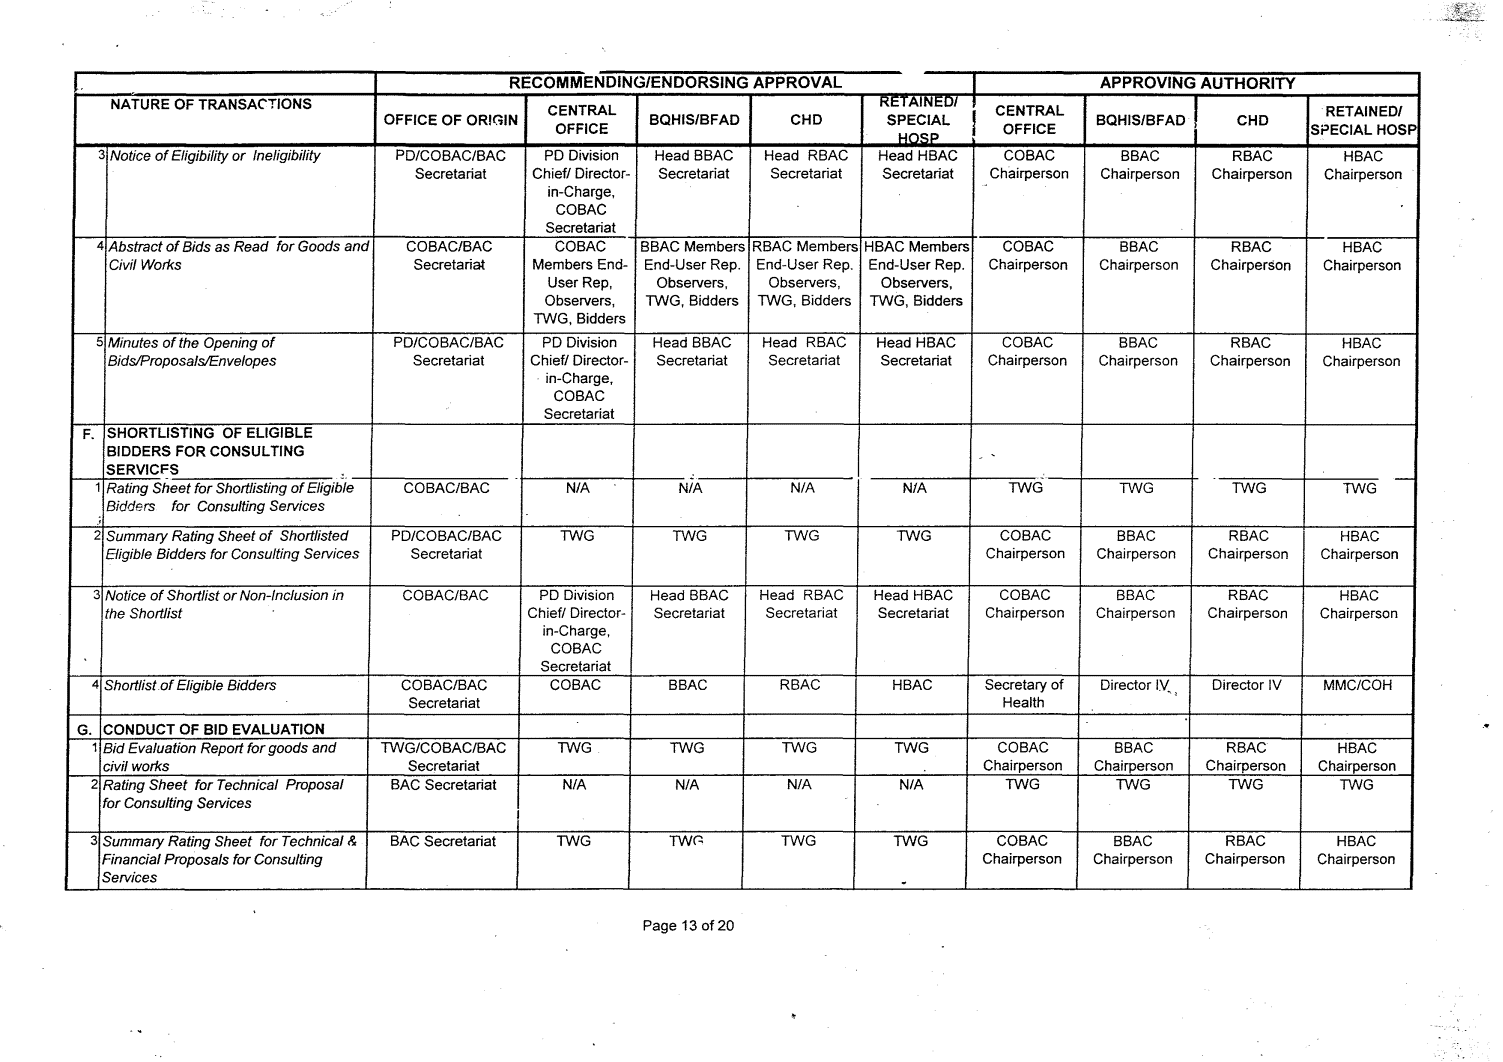 RECOMMENDING/ENDORSING APPROVAL APPROVING AUTHORITY
NATURE OF TRANSACTIONS OFFICE OF ORIGIN CENTRAL OFFICE BQHIS/BFAD CHD RETAINED/ SPECIAL HOSP CENTRAL OFFICE BQHIS/BFAD CHD RETAINED/ SPECIAL HOSP
3 Notice of Eligibility or Ineligibility PD/COBAC/BAC Secretariat PD Division Chief/ Director-in-Charge, COBAC Secretariat Head BBAC Secretariat Head RBAC Secretariat Head HBAC Secretariat COBAC Chairperson BBAC Chairperson RBAC Chairperson HBAC Chairperson
4 Abstract of Bids as Read for Goods and Civil Works COBAC/BAC Secretariat COBAC Members End-User Rep, Observers, TWG, Bidders BBAC Members End-User Rep. Observers, TWG, Bidders RBAC Members End-User Rep. Observers, TWG, Bidders HBAC Members End-User Rep. Observers, TWG, Bidders COBAC Chairperson BBAC Chairperson RBAC Chairperson HBAC Chairperson
5 Minutes of the Opening of Bids/Proposals/Envelopes PD/COBAC/BAC Secretariat PD Division Chief/ Director-in-Charge, COBAC Secretariat Head BBAC Secretariat Head RBAC Secretariat Head HBAC Secretariat COBAC Chairperson BBAC Chairperson RBAC Chairperson HBAC Chairperson
F. SHORTLISTING OF ELIGIBLE BIDDERS FOR CONSULTING SERVICES
1 Rating Sheet for Shortlisting of Eligible Bidders for Consulting Services COBAC/BAC N/A N/A N/A N/A TWG TWG TWG TWG
2 Summary Rating Sheet of Shortlisted Eligible Bidders for Consulting Services PD/COBAC/BAC Secretariat TWG TWG TWG TWG COBAC Chairperson BBAC Chairperson RBAC Chairperson HBAC Chairperson
3 Notice of Shortlist or Non-Inclusion in the Shortlist COBAC/BAC PD Division Chief/ Director-in-Charge, COBAC Secretariat Head BBAC Secretariat Head RBAC Secretariat Head HBAC Secretariat COBAC Chairperson BBAC Chairperson RBAC Chairperson HBAC Chairperson
4 Shortlist of Eligible Bidders COBAC/BAC Secretariat COBAC BBAC RBAC HBAC Secretary of Health Director IV Director IV MMC/COH
G. CONDUCT OF BID EVALUATION
1 Bid Evaluation Report for goods and civil works TWG/COBAC/BAC Secretariat TWG TWG TWG TWG COBAC Chairperson BBAC Chairperson RBAC Chairperson HBAC Chairperson
2 Rating Sheet for Technical Proposal for Consulting Services BAC Secretariat N/A N/A N/A N/A TWG TWG TWG TWG
3 Summary Rating Sheet for Technical & Financial Proposals for Consulting Services BAC Secretariat TWG TWG TWG TWG COBAC Chairperson BBAC Chairperson RBAC Chairperson HBAC Chairperson
Page 13 of 20